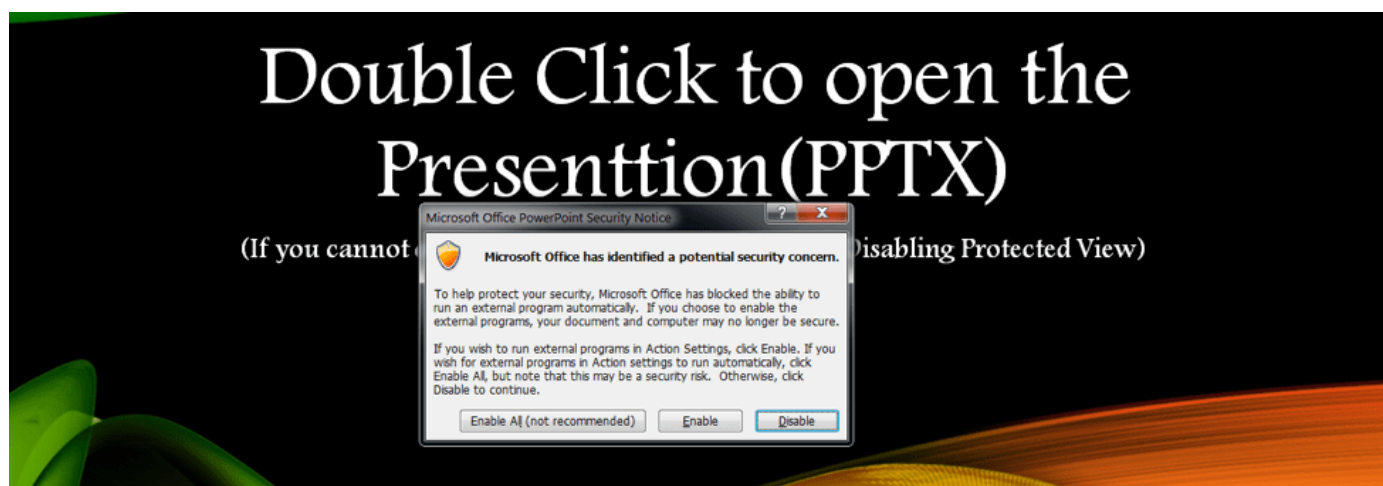 Double Click to open the
Presenttion(PPTX)
(If you cannot
Disabling Protected View)
Microsoft Office PowerPoint Security Notice
? X
Microsoft Office has identified a potential security concern.
To help protect your security, Microsoft Office has blocked the ability to
run an external program automatically. If you choose to enable the
external programs, your document and computer may no longer be secure.
If you wish to run external programs in Action Settings, click Enable. If you
wish for external programs in Action settings to run automatically, click
Enable All, but note that this may be a security risk. Otherwise, click
Disable to continue.
Enable All (not recommended) Enable Disable